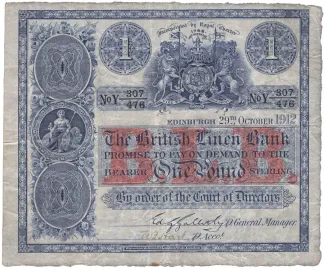 Incorporated by Royal Charter
1746
1 1
No Y 807/476 No Y 807/476
EDINBURGH 29TH OCTOBER 1912
The British Linen Bank
PROMISE TO PAY ON DEMAND TO THE
BEARER One Pound STERLING
By order of the Court of Directors
P. General Manager.
P. Accnt.